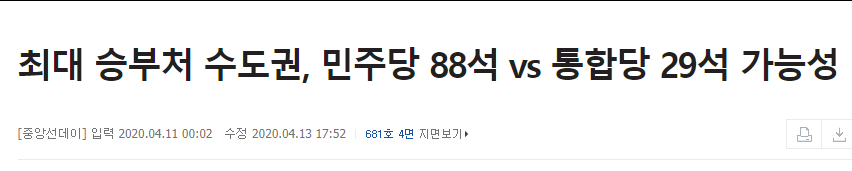 최대 승부처 수도권, 민주당 88석 vs 통합당 29석 가능성
[중앙선데이] 입력 2020.04.11 00:02 수정 2020.04.13 17:52 681호 4면 지면보기